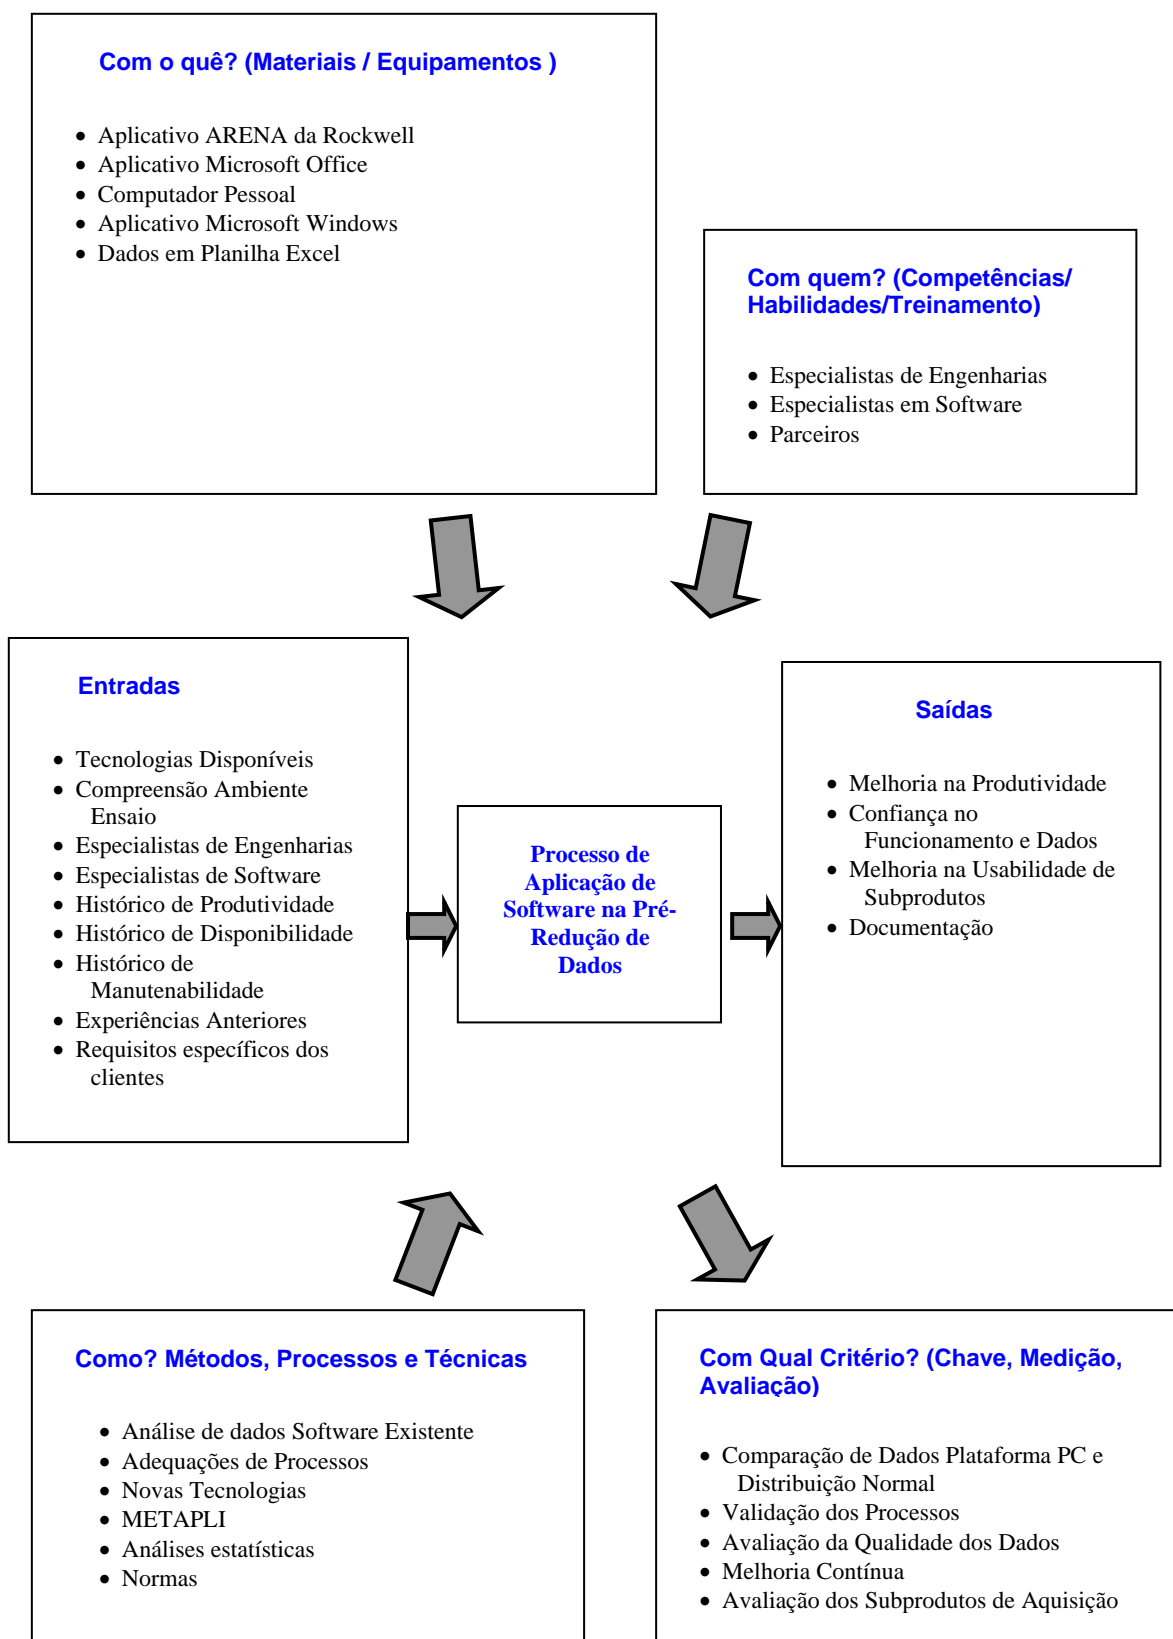 Com o quê? (Materiais / Equipamentos )
• Aplicativo ARENA da Rockwell
• Aplicativo Microsoft Office
• Computador Pessoal
• Aplicativo Microsoft Windows
• Dados em Planilha Excel
Com quem? (Competências/
Habilidades/Treinamento)
• Especialistas de Engenharias
• Especialistas em Software
• Parceiros
Entradas
• Tecnologias Disponíveis
• Compreensão Ambiente
Ensaio
• Especialistas de Engenharias
• Especialistas de Software
• Histórico de Produtividade
• Histórico de Disponibilidade
• Histórico de
Manutenabilidade
• Experiências Anteriores
• Requisitos específicos dos
clientes
Processo de
Aplicação de
Software na Pré-
Redução de
Dados
Saídas
• Melhoria na Produtividade
• Confiança no
Funcionamento e Dados
• Melhoria na Usabilidade de
Subprodutos
• Documentação
Como? Métodos, Processos e Técnicas
• Análise de dados Software Existente
• Adequações de Processos
• Novas Tecnologias
• METAPLI
• Análises estatísticas
• Normas
Com Qual Critério? (Chave, Medição,
Avaliação)
• Comparação de Dados Plataforma PC e
Distribuição Normal
• Validação dos Processos
• Avaliação da Qualidade dos Dados
• Melhoria Contínua
• Avaliação dos Subprodutos de Aquisição